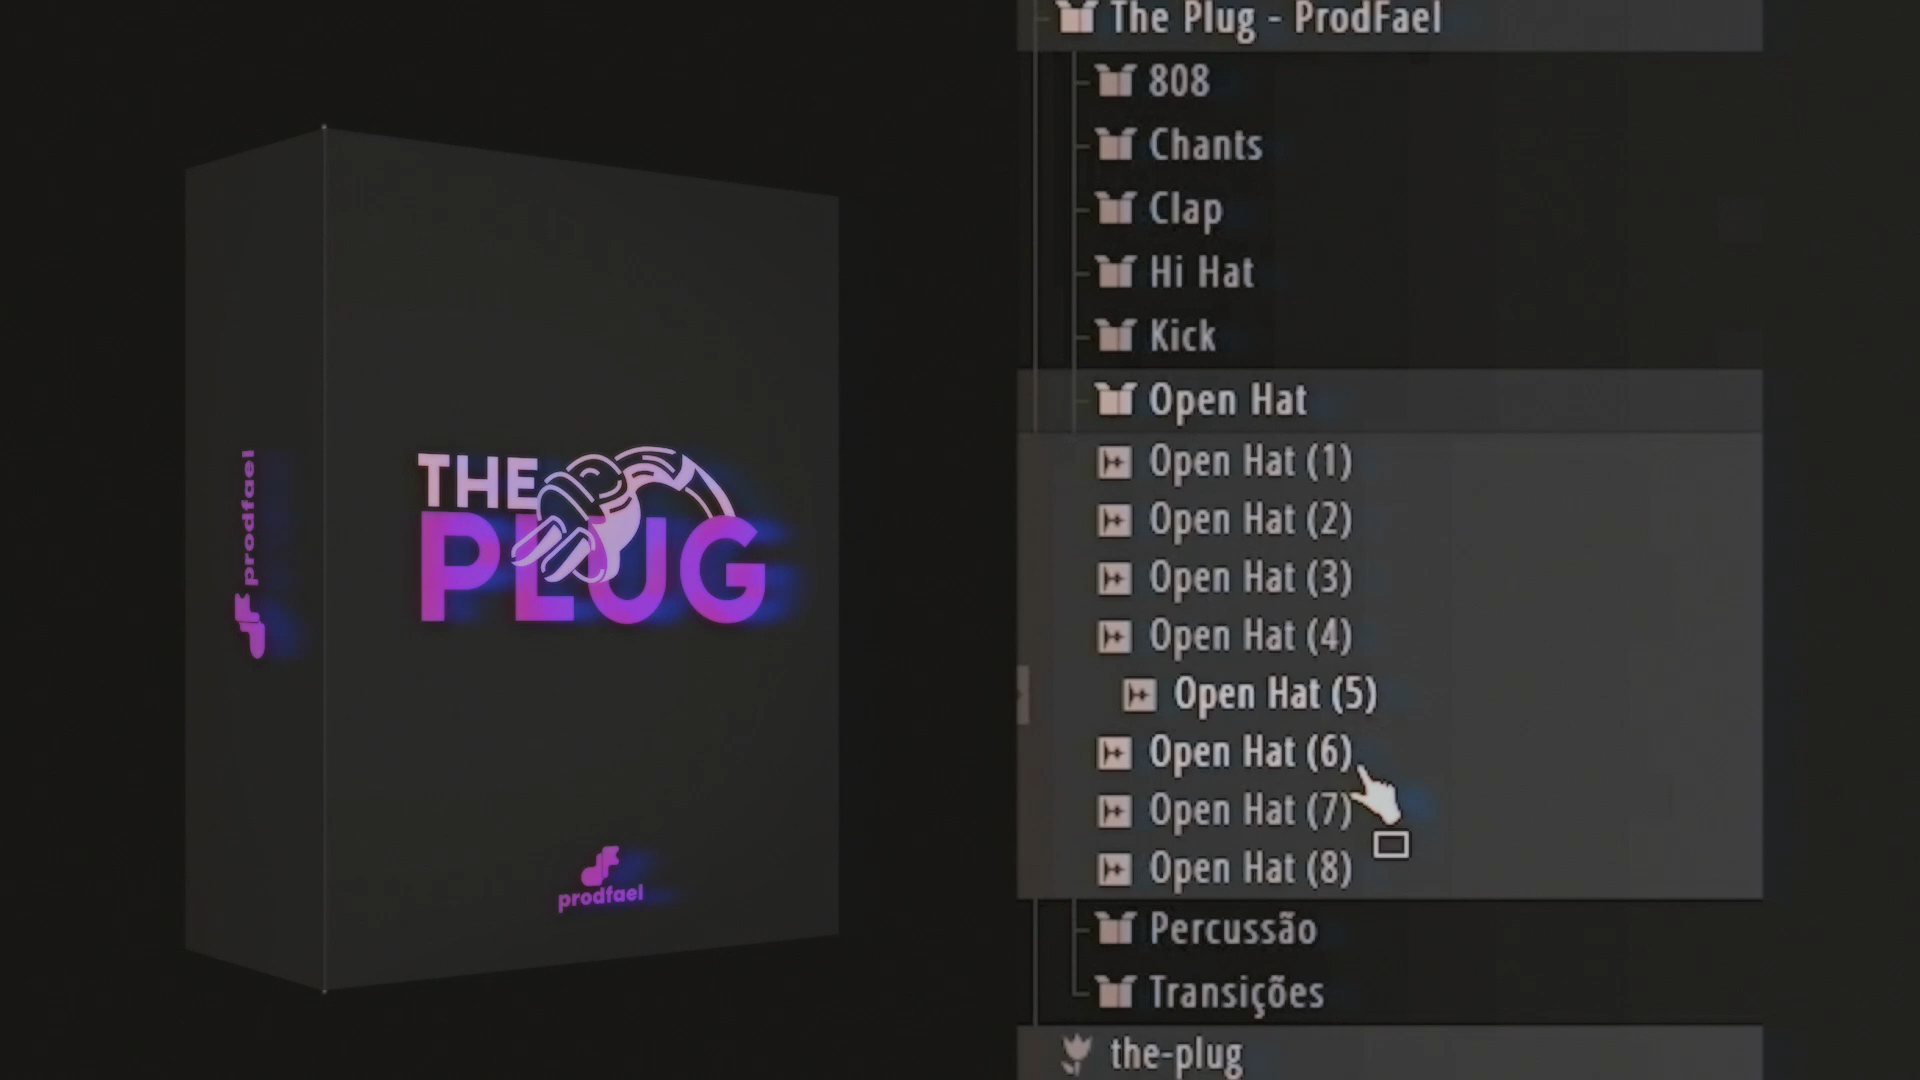 prodfael
THE
PLUG
prodfael
The Plug - ProdFael
808
Chants
Clap
Hi Hat
Kick
Open Hat
Open Hat (1)
Open Hat (2)
Open Hat (3)
Open Hat (4)
Open Hat (5)
Open Hat (6)
Open Hat (7)
Open Hat (8)
Percussão
Transições
the-plug